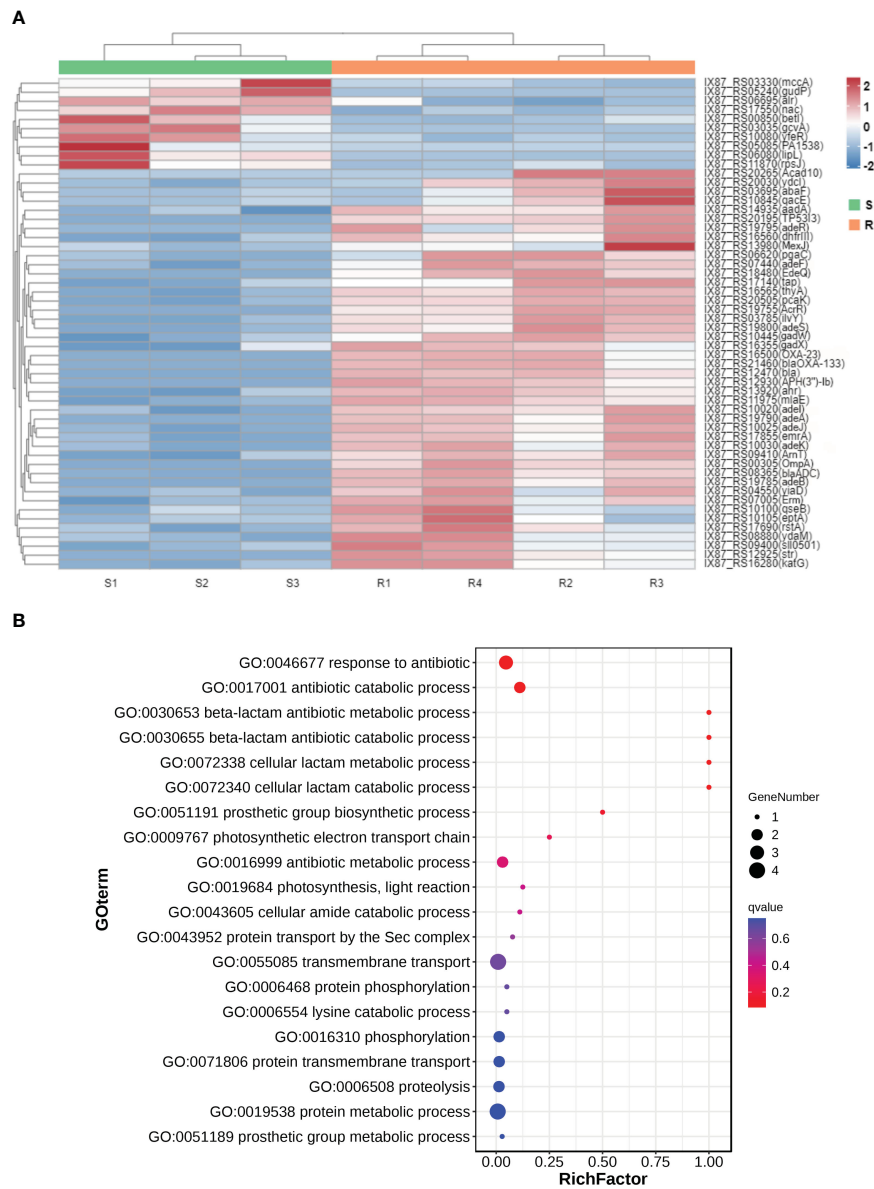 A
IX87_RS03330(mccA)
IX87_RS05240(gudP)
IX87_RS06695(alr)
IX87_RS17550(nac)
IX87_RS00850(betI)
IX87_RS03035(gcvA)
IX87_RS10080(yfeR)
IX87_RS05085(PA1538)
IX87_RS06080(lipL)
IX87_RS11870(rpsJ)
IX87_RS20265(Acad10)
IX87_RS20030(ydcI)
IX87_RS03695(abaF)
IX87_RS10845(qacE)
IX87_RS14935(aadA)
IX87_RS20195(TP53I3)
IX87_RS19795(adeR)
IX87_RS16560(dhfrIII)
IX87_RS13980(MexJ)
IX87_RS06620(pgaC)
IX87_RS07440(adeF)
IX87_RS18480(EdeQ)
IX87_RS17140(tap)
IX87_RS16565(thyA)
IX87_RS20505(pcaK)
IX87_RS19755(AcrR)
IX87_RS03785(ilvY)
IX87_RS19800(adeS)
IX87_RS10445(gadW)
IX87_RS16355(gadX)
IX87_RS16500(OXA-23)
IX87_RS21460(blaOXA-133)
IX87_RS12470(bla)
IX87_RS12930(APH(3")-Ib)
IX87_RS13920(ahr)
IX87_RS11975(mlaE)
IX87_RS10020(adeI)
IX87_RS19790(adeA)
IX87_RS10025(adeJ)
IX87_RS17855(emrA)
IX87_RS10030(adeK)
IX87_RS09410(ArnT)
IX87_RS00305(OmpA)
IX87_RS08365(blaADC)
IX87_RS19785(adeB)
IX87_RS04550(yiaD)
IX87_RS07005(Erm)
IX87_RS10100(qseB)
IX87_RS10105(eptA)
IX87_RS17690(rstA)
IX87_RS08880(ydaM)
IX87_RS09400(sll0501)
IX87_RS12925(str)
IX87_RS16280(katG)
2
1
0
-1
-2
S
R
S1 S2 S3 R1 R4 R2 R3
B
GOterm
GO:0046677 response to antibiotic
GO:0017001 antibiotic catabolic process
GO:0030653 beta-lactam antibiotic metabolic process
GO:0030655 beta-lactam antibiotic catabolic process
GO:0072338 cellular lactam metabolic process
GO:0072340 cellular lactam catabolic process
GO:0051191 prosthetic group biosynthetic process
GO:0009767 photosynthetic electron transport chain
GO:0016999 antibiotic metabolic process
GO:0019684 photosynthesis, light reaction
GO:0043605 cellular amide catabolic process
GO:0043952 protein transport by the Sec complex
GO:0055085 transmembrane transport
GO:0006468 protein phosphorylation
GO:0006554 lysine catabolic process
GO:0016310 phosphorylation
GO:0071806 protein transmembrane transport
GO:0006508 proteolysis
GO:0019538 protein metabolic process
GO:0051189 prosthetic group metabolic process
0.00 0.25 0.50 0.75 1.00
RichFactor
GeneNumber
1
2
3
4
qvalue
0.6
0.4
0.2